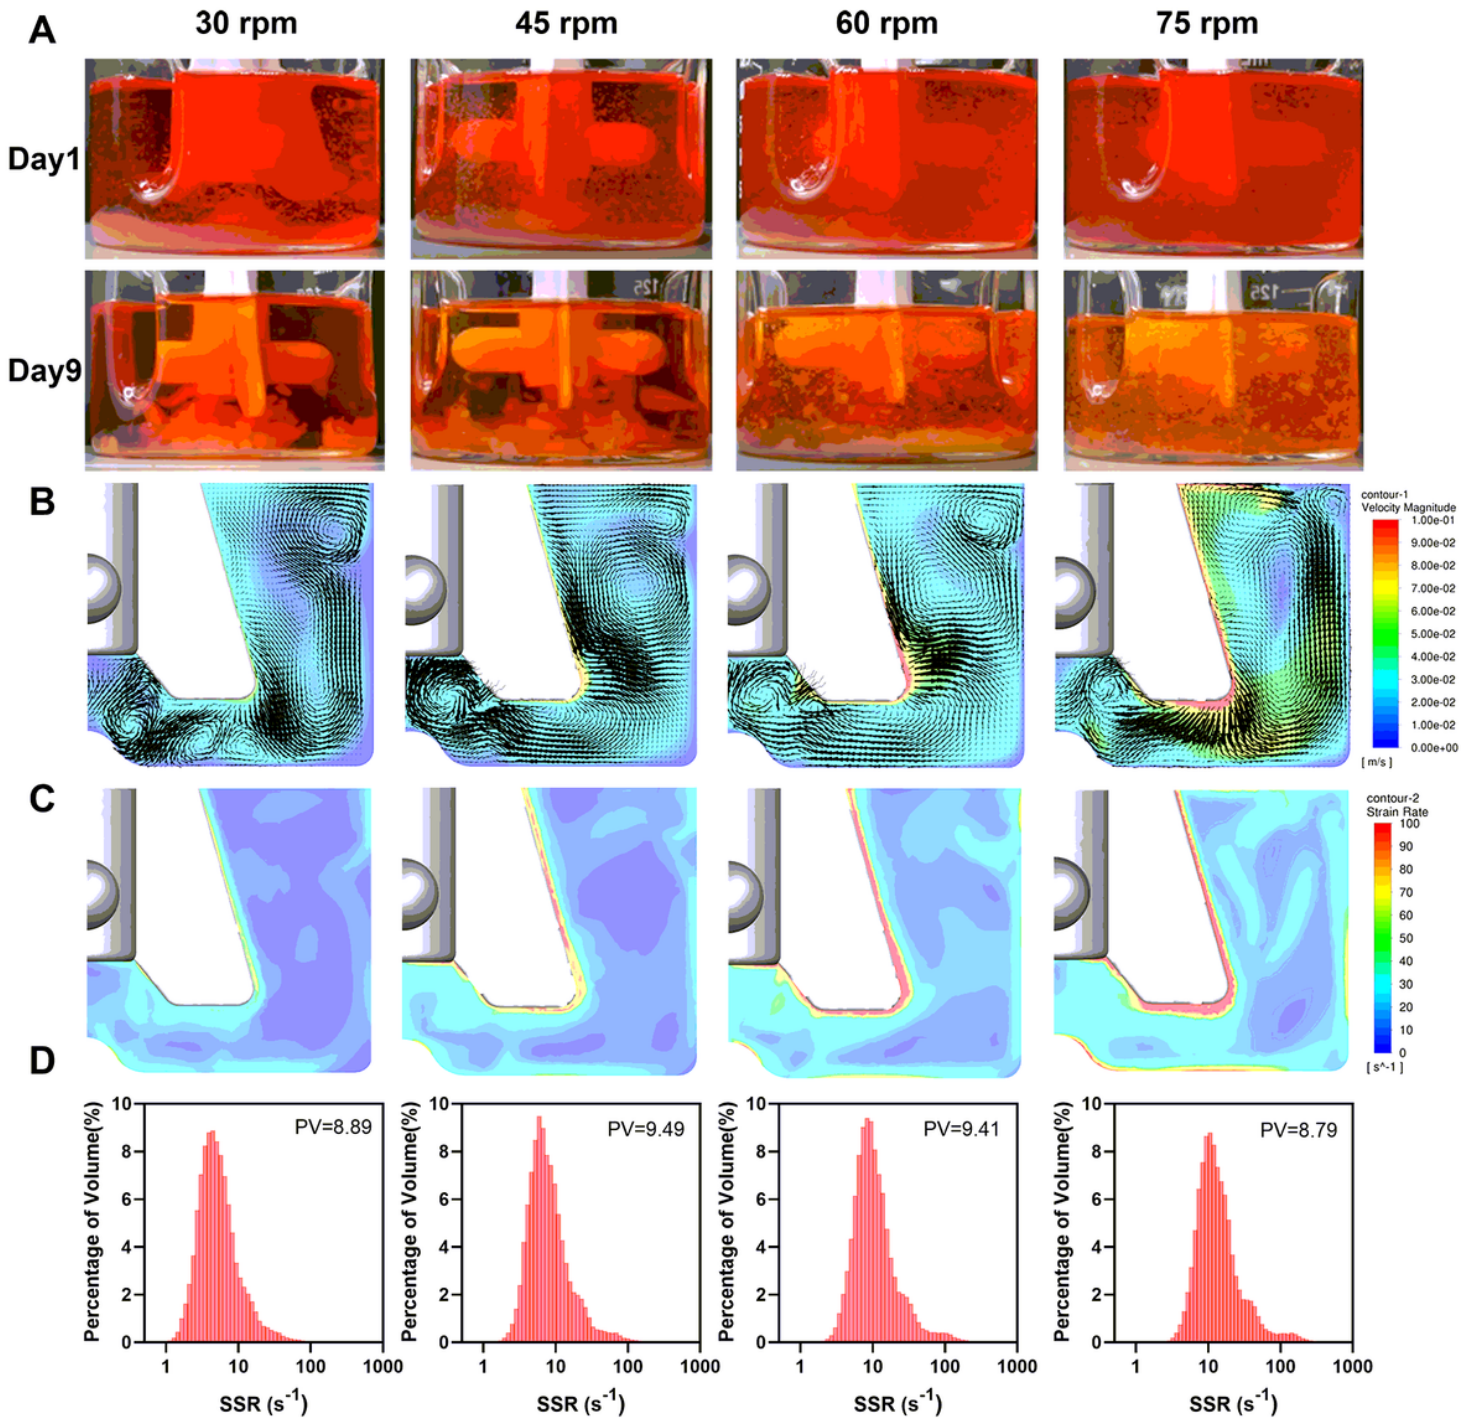 A
30 rpm 45 rpm 60 rpm 75 rpm
Day1
Day9
125
125
B
contour-1
Velocity Magnitude
1.00e-01
9.00e-02
8.00e-02
7.00e-02
6.00e-02
5.00e-02
4.00e-02
3.00e-02
2.00e-02
1.00e-02
0.00e+00
[ m/s ]
C
contour-2
Strain Rate
100
90
80
70
60
50
40
30
20
10
0
[ s^-1 ]
D
Percentage of Volume(%)
10
8
6
4
2
0
PV=8.89
1 10 100 1000
SSR (s-1)
Percentage of Volume(%)
10
8
6
4
2
0
PV=9.49
1 10 100 1000
SSR (s-1)
Percentage of Volume(%)
10
8
6
4
2
0
PV=9.41
1 10 100 1000
SSR (s-1)
Percentage of Volume(%)
10
8
6
4
2
0
PV=8.79
1 10 100 1000
SSR (s-1)